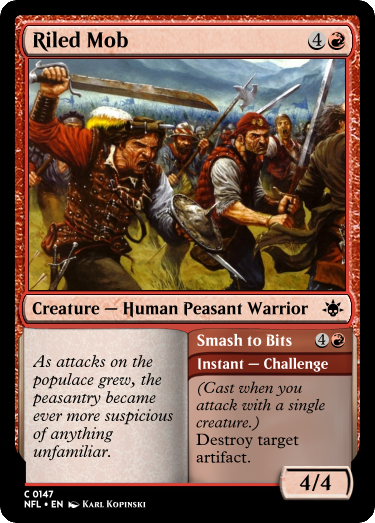 Riled Mob 4
Creature — Human Peasant Warrior
As attacks on the
populace grew, the
peasantry became
ever more suspicious
of anything
unfamiliar.
Smash to Bits 4
Instant — Challenge
(Cast when you
attack with a single
creature.)
Destroy target
artifact.
4/4
C 0147
NFL • EN Karl Kopinski